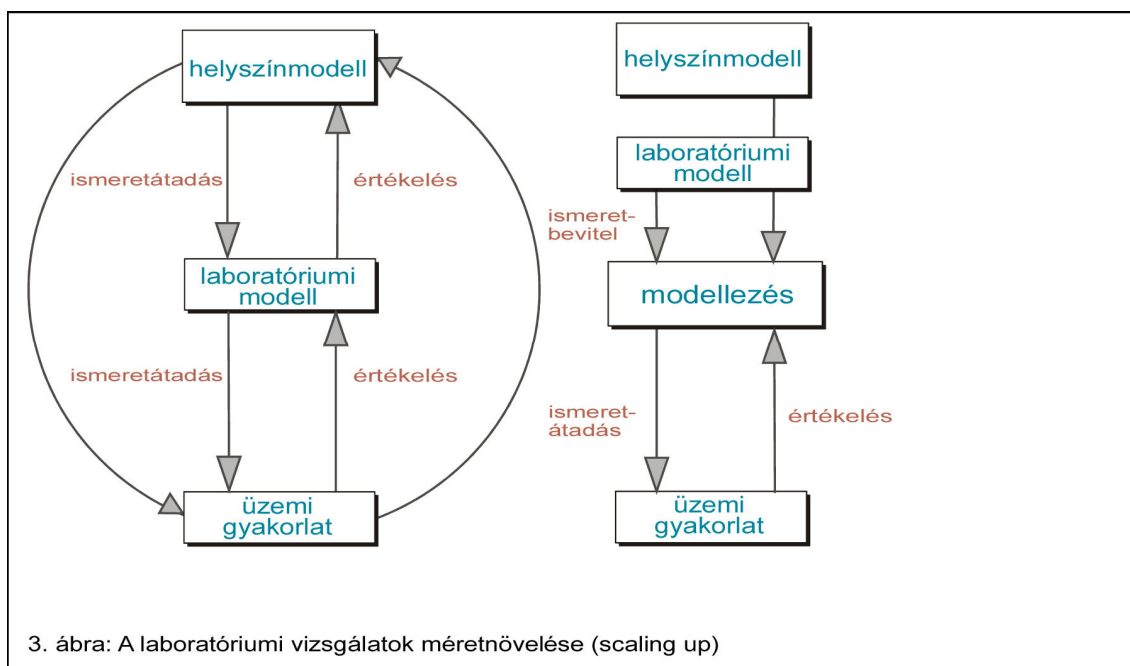 helyszínmodell
ismeretátadás
értékelés
laboratóriumi
modell
ismeretátadás
értékelés
üzemi
gyakorlat
helyszínmodell
laboratóriumi
modell
ismeret-
bevitel
modellezés
ismeret-
átadás
értékelés
üzemi
gyakorlat
3. ábra: A laboratóriumi vizsgálatok méretnövelése (scaling up)